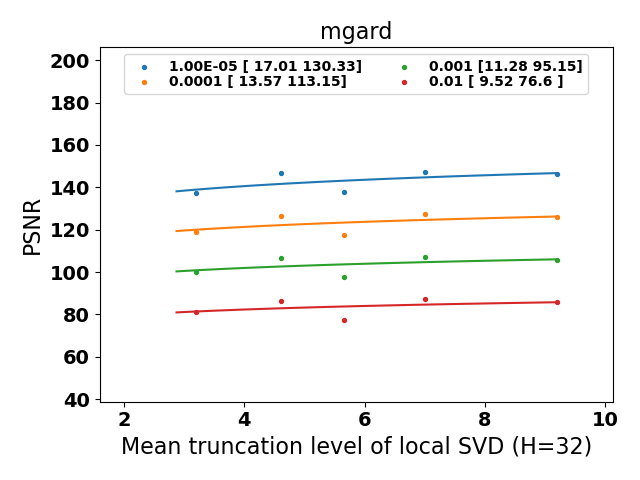 mgard
1.00E-05 [ 17.01 130.33]
0.0001 [ 13.57 113.15]
0.001 [11.28 95.15]
0.01 [ 9.52 76.6 ]
PSNR
200
180
160
140
120
100
80
60
40
2 4 6 8 10
Mean truncation level of local SVD (H=32)